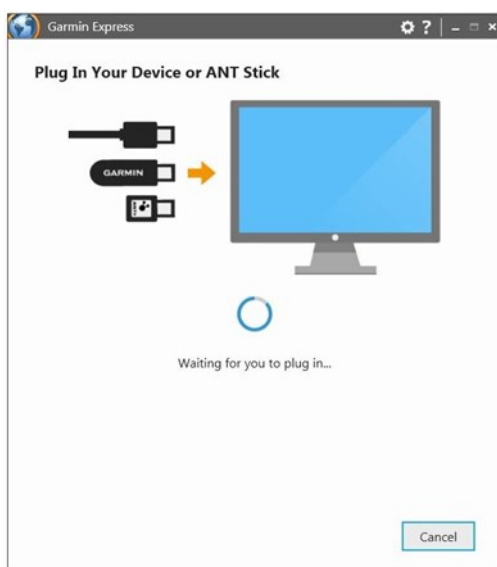 Garmin Express
Plug In Your Device or ANT Stick
GARMIN
Waiting for you to plug in...
Cancel